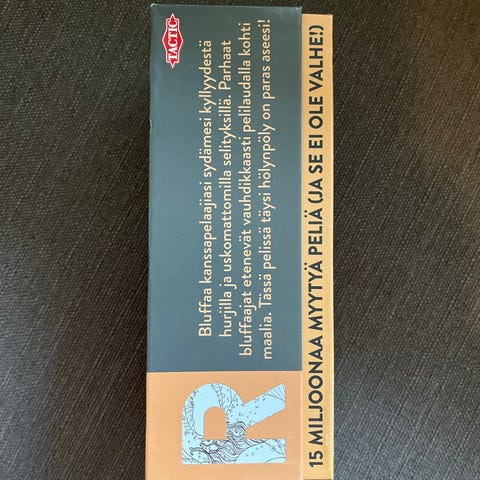 TACTIC
Bluffaa kanssapelaajiasi sydämesi kyllyydestä
hurjilla ja uskomattomilla selityksillä. Parhaat
bluffaajat etenevät vauhdikkaasti pelilaudalla kohti
maalia. Tässä pelissä täysi hölynpöly on paras aseesi!
R
15 MILJOONAA MYYTYÄ PELIÄ (JA SE EI OLE VALHE!)